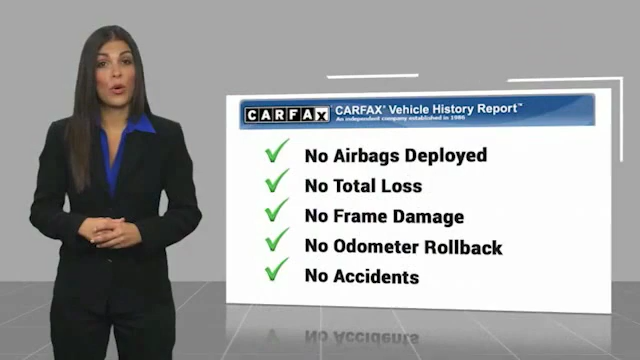 CARFAX CARFAX® Vehicle History Report™
An independent company established in 1986
No Airbags Deployed
No Total Loss
No Frame Damage
No Odometer Rollback
No Accidents